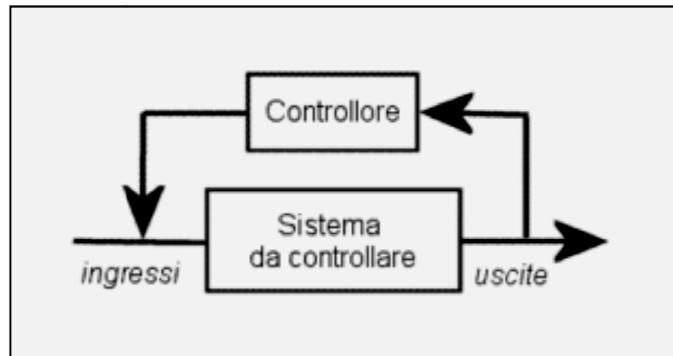 Controllore
Sistema
da controllare
ingressi
uscite